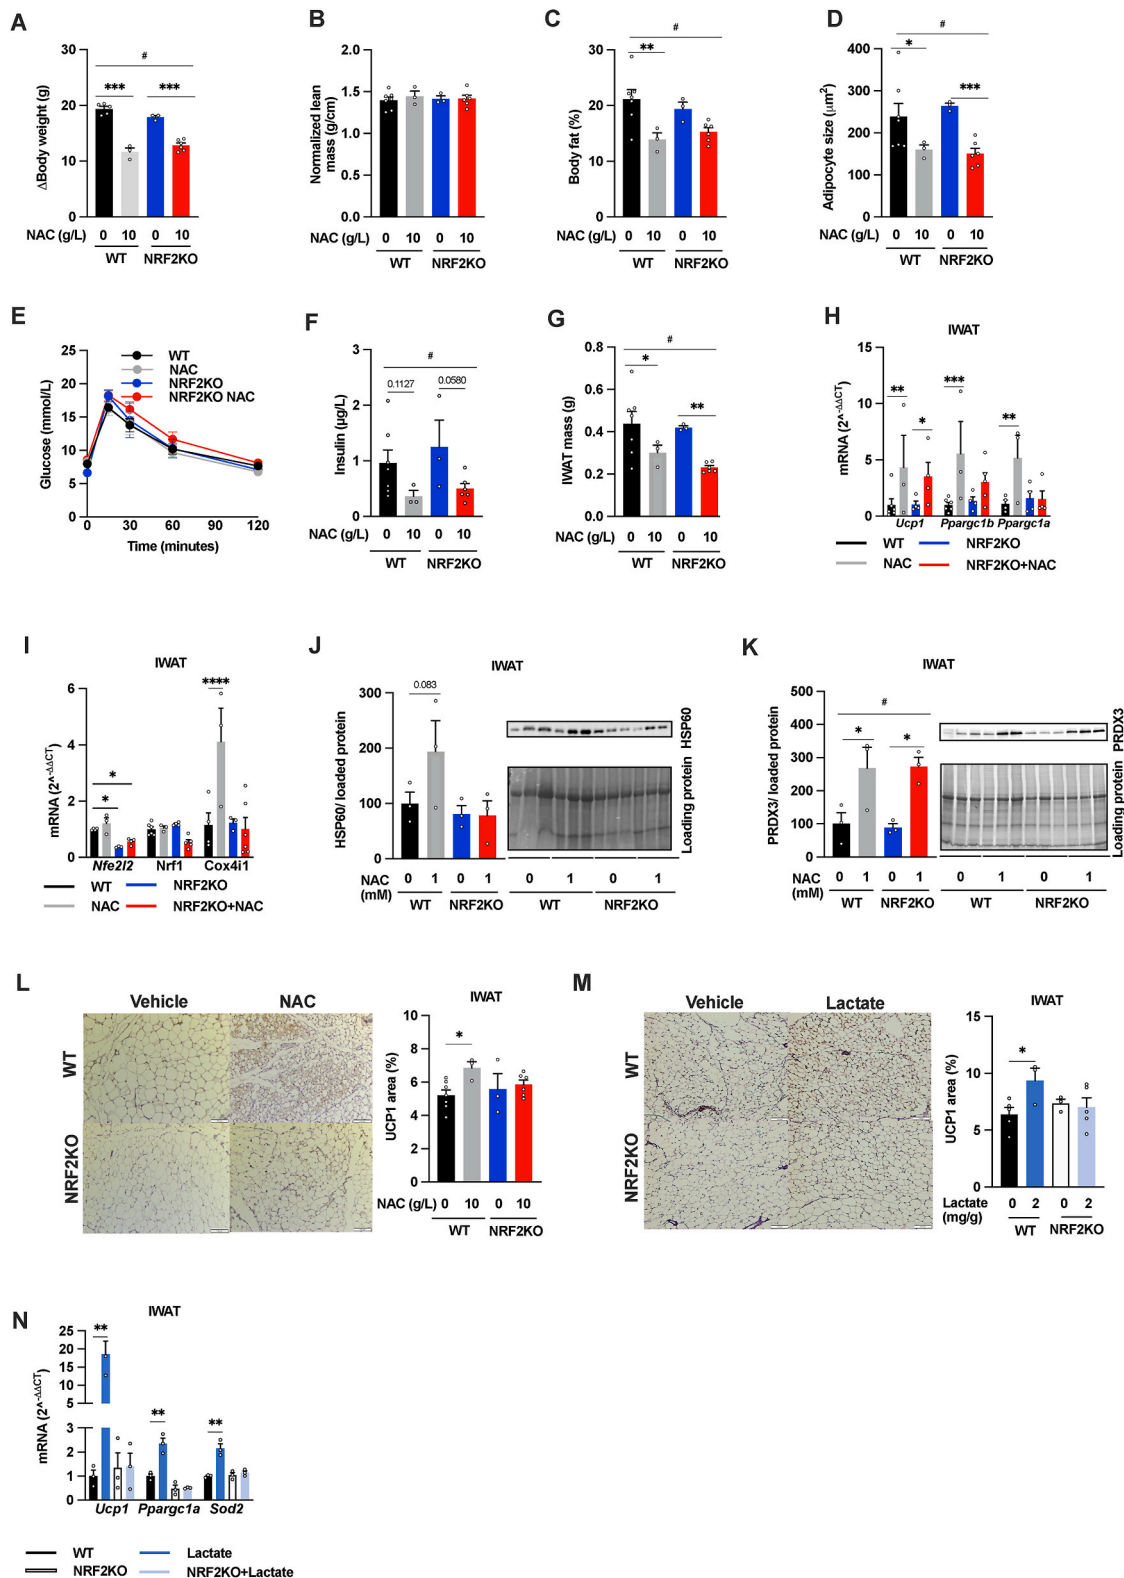 A
30
20
10
0
ΔBody weight (g)
#
***
***
NAC (g/L)
0
10
0
10
WT
NRF2KO
B
2.0
1.5
1.0
0.5
0.0
Normalized lean
mass (g/cm)
NAC (g/L)
0
10
0
10
WT
NRF2KO
C
30
20
10
0
Body fat (%)
#
**
NAC (g/L)
0
10
0
10
WT
NRF2KO
D
400
300
200
100
0
Adipocyte size (μm²)
#
*
***
NAC (g/L)
0
10
0
10
WT
NRF2KO
E
25
20
15
10
5
0
Glucose (mmol/L)
WT
NAC
NRF2KO
NRF2KO NAC
0
30
60
120
Time (minutes)
F
3
2
1
0
Insulin (μg/L)
#
0.1127
0.0580
NAC (g/L)
0
10
0
10
WT
NRF2KO
G
0.8
0.6
0.4
0.2
0.0
IWAT mass (g)
#
*
**
NAC (g/L)
0
10
0
10
WT
NRF2KO
H
IWAT
15
10
5
0
mRNA (2^-ΔΔCT)
**
*
***
**
Ucp1
Ppargc1b
Ppargc1a
WT
NRF2KO
NAC
NRF2KO+NAC
I
IWAT
6
4
2
0
mRNA (2^-ΔΔCT)
*
*
****
Nfe2l2
Nrf1
Cox4i1
WT
NRF2KO
NAC
NRF2KO+NAC
J
IWAT
300
200
100
0
HSP60/ loaded protein
0.083
HSP60
Loading protein
NAC
(mM)
0
1
0
1
WT
NRF2KO
0
1
0
1
WT
NRF2KO
K
IWAT
500
400
300
200
100
0
PRDX3/ loaded protein
#
*
*
PRDX3
Loading protein
NAC
(mM)
0
1
0
1
WT
NRF2KO
0
1
0
1
WT
NRF2KO
L
Vehicle
NAC
WT
NRF2KO
IWAT
10
8
6
4
2
0
UCP1 area (%)
*
NAC (g/L)
0
10
0
10
WT
NRF2KO
M
Vehicle
Lactate
WT
NRF2KO
IWAT
15
10
5
0
UCP1 area (%)
*
Lactate
(mg/g)
0
2
0
2
WT
NRF2KO
N
IWAT
25
20
15
10
5
3
2
1
0
mRNA (2^-ΔΔCT)
**
**
**
Ucp1
Ppargc1a
Sod2
WT
Lactate
NRF2KO
NRF2KO+Lactate